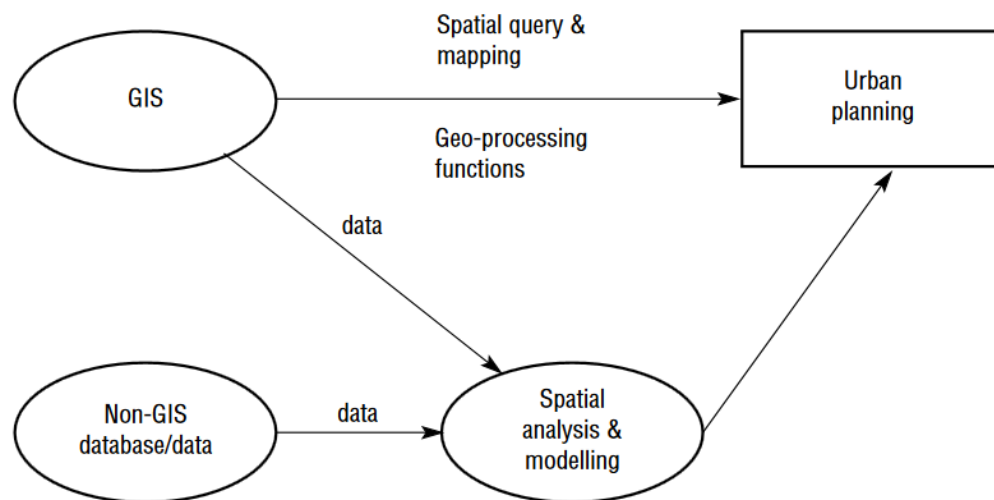 Spatial query &
mapping
GIS
Urban
planning
Geo-processing
functions
data
Non-GIS
database/data
data
Spatial
analysis &
modelling